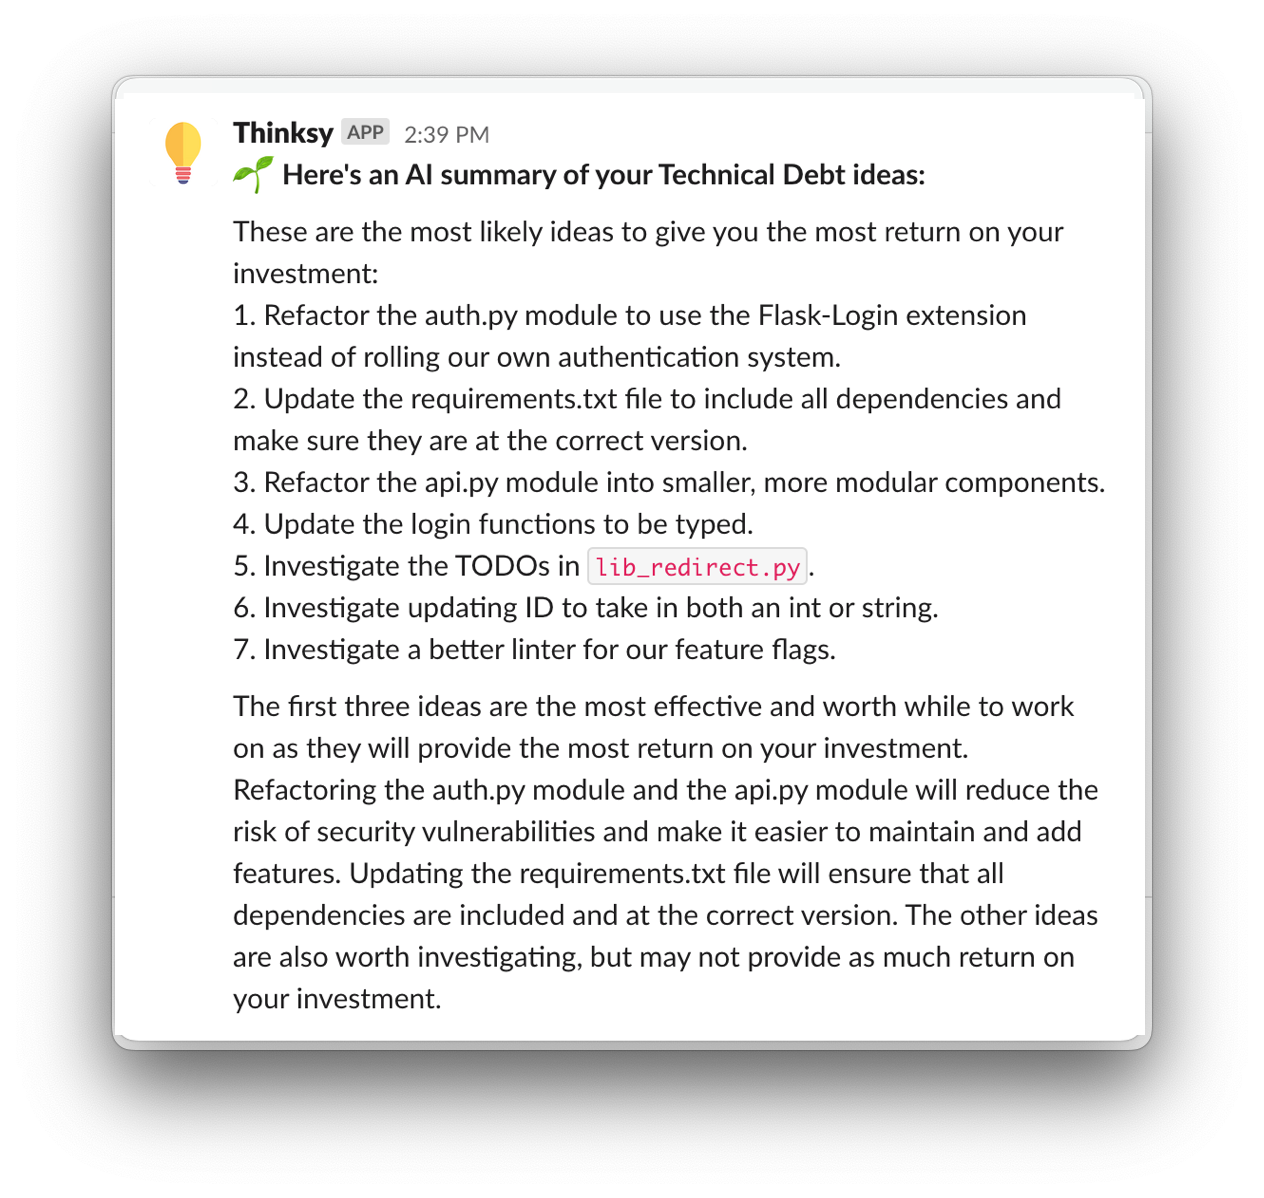 Thinksy APP 2:39 PM
Here's an AI summary of your Technical Debt ideas:
These are the most likely ideas to give you the most return on your
investment:
1. Refactor the auth.py module to use the Flask-Login extension
instead of rolling our own authentication system.
2. Update the requirements.txt file to include all dependencies and
make sure they are at the correct version.
3. Refactor the api.py module into smaller, more modular components.
4. Update the login functions to be typed.
5. Investigate the TODOs in lib_redirect.py.
6. Investigate updating ID to take in both an int or string.
7. Investigate a better linter for our feature flags.
The first three ideas are the most effective and worth while to work
on as they will provide the most return on your investment.
Refactoring the auth.py module and the api.py module will reduce the
risk of security vulnerabilities and make it easier to maintain and add
features. Updating the requirements.txt file will ensure that all
dependencies are included and at the correct version. The other ideas
are also worth investigating, but may not provide as much return on
your investment.